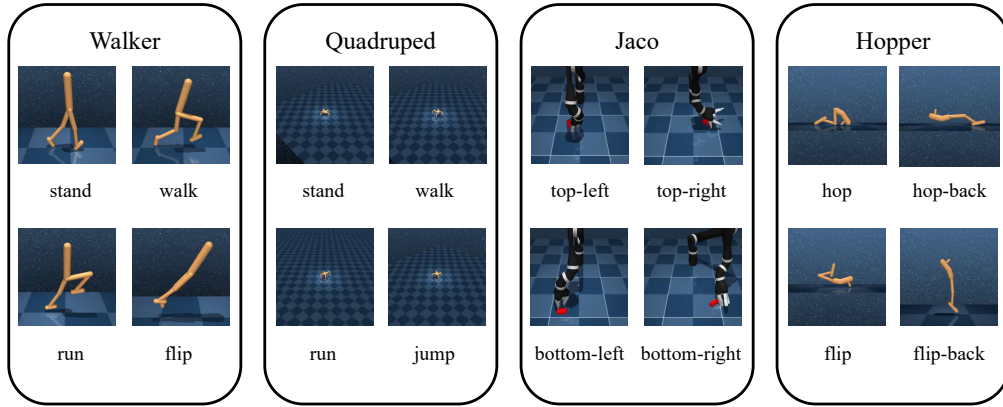 Walker
stand walk
run flip
Quadruped
stand walk
run jump
Jaco
top-left top-right
bottom-left bottom-right
Hopper
hop hop-back
flip flip-back